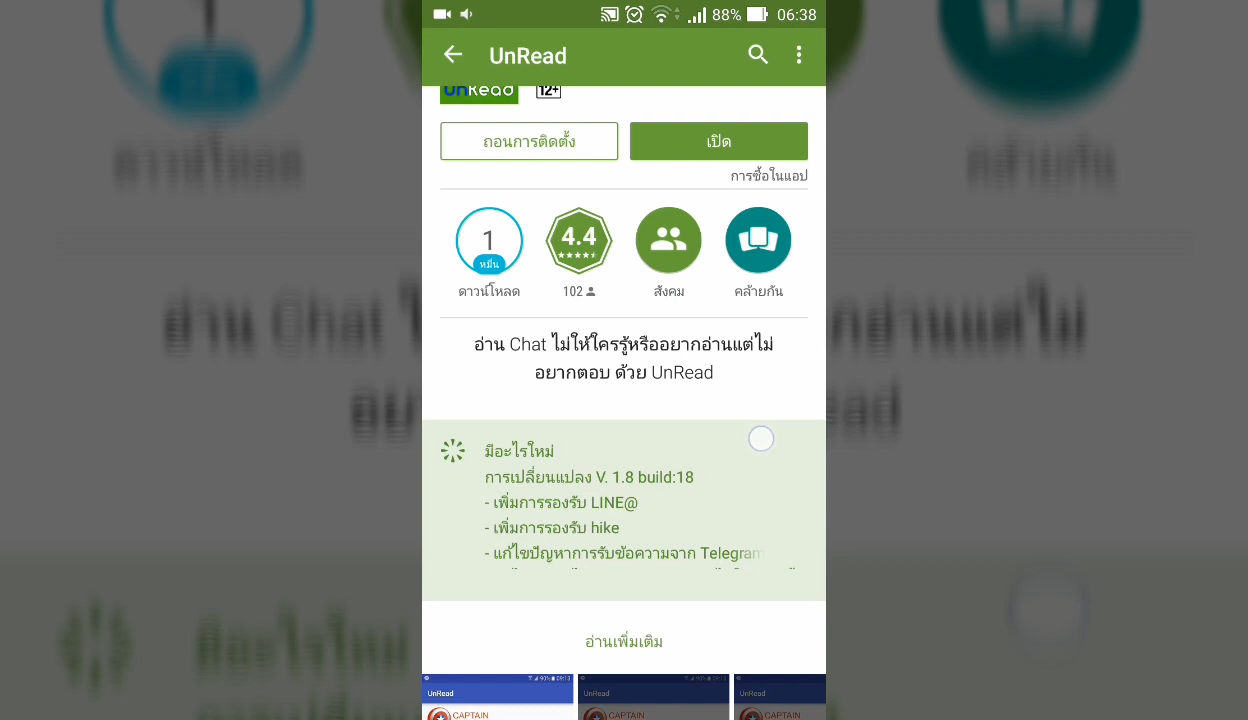 88% 06:38
UnRead
UnRead 12+
ถอนการติดตั้ง เปิด
การซื้อในแอป
1 4.4
หมื่น
ดาวน์โหลด 102 สังคม คล้ายกัน
อ่าน Chat ไม่ให้ใครรู้หรืออยากอ่านแต่ไม่
อยากตอบ ด้วย UnRead
มีอะไรใหม่
การเปลี่ยนแปลง V. 1.8 build:18
- เพิ่มการรองรับ LINE@
- เพิ่มการรองรับ hike
- แก้ไขปัญหาการรับข้อความจาก Telegram
อ่านเพิ่มเติม
90% 09:13 90% 09:13
UnRead UnRead UnRead
CAPTAIN CAPTAIN CAPTAIN